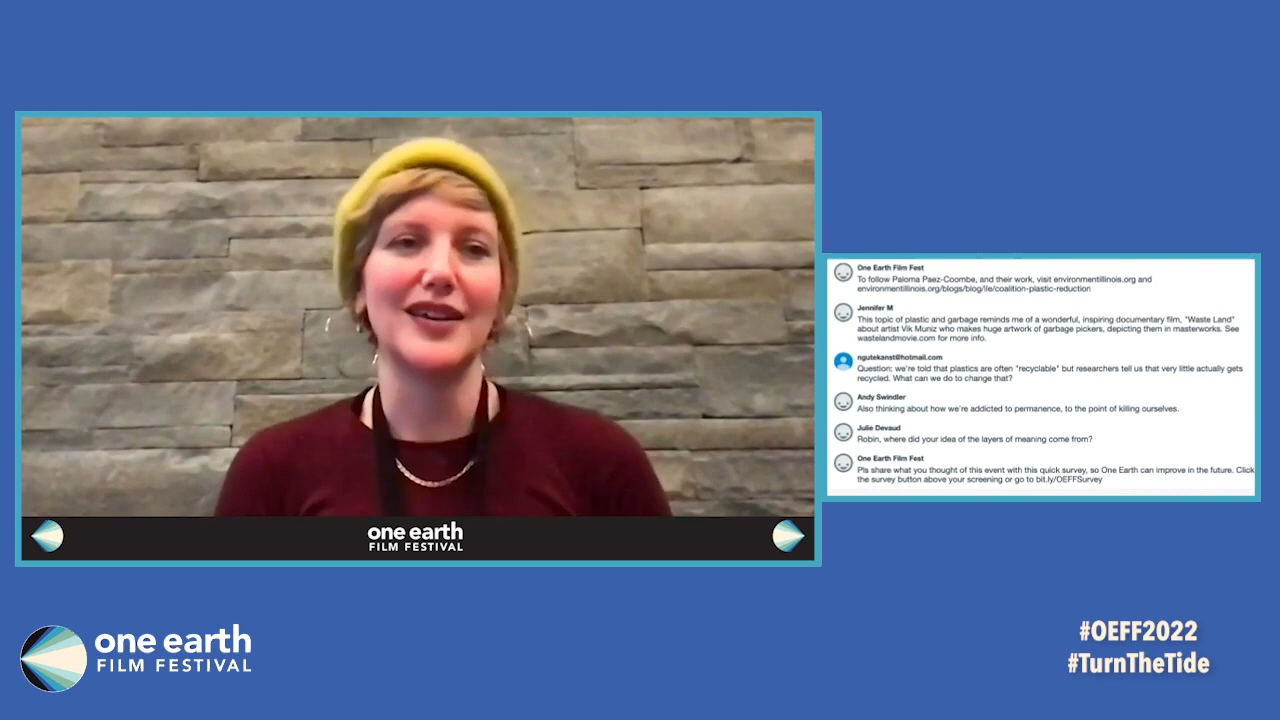 one earth
FILM FESTIVAL
One Earth Film Fest
To follow Paloma Paez-Coombe, and their work, visit environmentillinois.org and
environmentillinois.org/blogs/blog/ile/coalition-plastic-reduction
Jennifer M
This topic of plastic and garbage reminds me of a wonderful, inspiring documentary film, "Waste Land"
about artist Vik Muniz who makes huge artwork of garbage pickers, depicting them in masterworks. See
wastelandmovie.com for more info.
ngutekanst@hotmail.com
Question: we're told that plastics are often "recyclable" but researchers tell us that very little actually gets
recycled. What can we do to change that?
Andy Swindler
Also thinking about how we're addicted to permanence, to the point of killing ourselves.
Julie Devaud
Robin, where did your idea of the layers of meaning come from?
One Earth Film Fest
Pls share what you thought of this event with this quick survey, so One Earth can improve in the future. Click
the survey button above your screening or go to bit.ly/OEFFSurvey
one earth
FILM FESTIVAL
#OEFF2022
#TurnTheTide